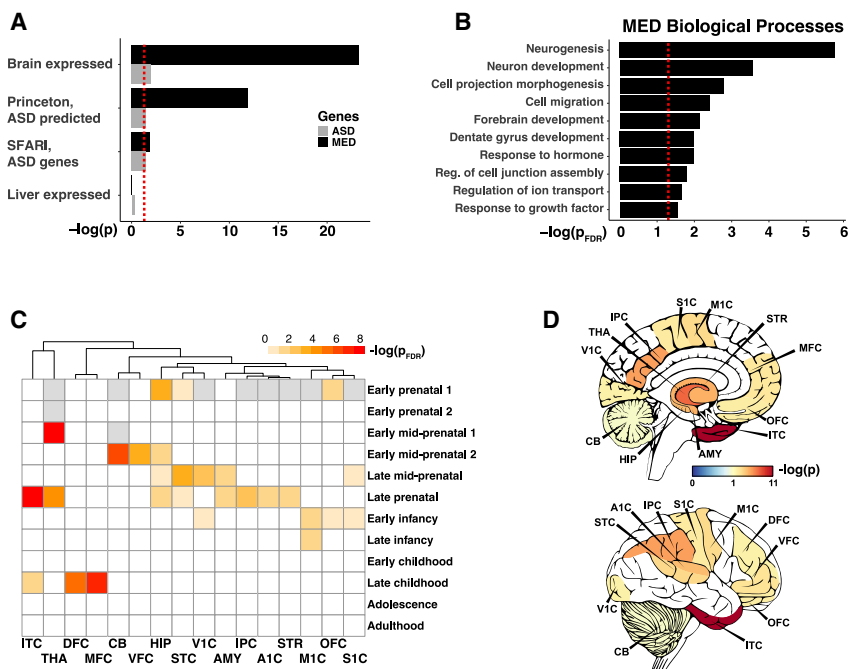 A
Brain expressed
Princeton,
ASD predicted
SFARI,
ASD genes
Liver expressed
Genes
ASD
MED
−log(p)
0 5 10 15 20
B
MED Biological Processes
Neurogenesis
Neuron development
Cell projection morphogenesis
Cell migration
Forebrain development
Dentate gyrus development
Response to hormone
Reg. of cell junction assembly
Regulation of ion transport
Response to growth factor
−log(pFDR)
0 1 2 3 4 5 6
C
0 2 4 6 8
-log(pFDR)
Early prenatal 1
Early prenatal 2
Early mid-prenatal 1
Early mid-prenatal 2
Late mid-prenatal
Late prenatal
Early infancy
Late infancy
Early childhood
Late childhood
Adolescence
Adulthood
ITC DFC CB HIP V1C IPC STR OFC
THA MFC VFC STC AMY A1C M1C S1C
D
S1C M1C
IPC STR
THA
V1C MFC
CB OFC
ITC
HIP AMY
-log(p)
0 1 11
A1C IPC S1C M1C
STC DFC
VFC
V1C
OFC
CB ITC